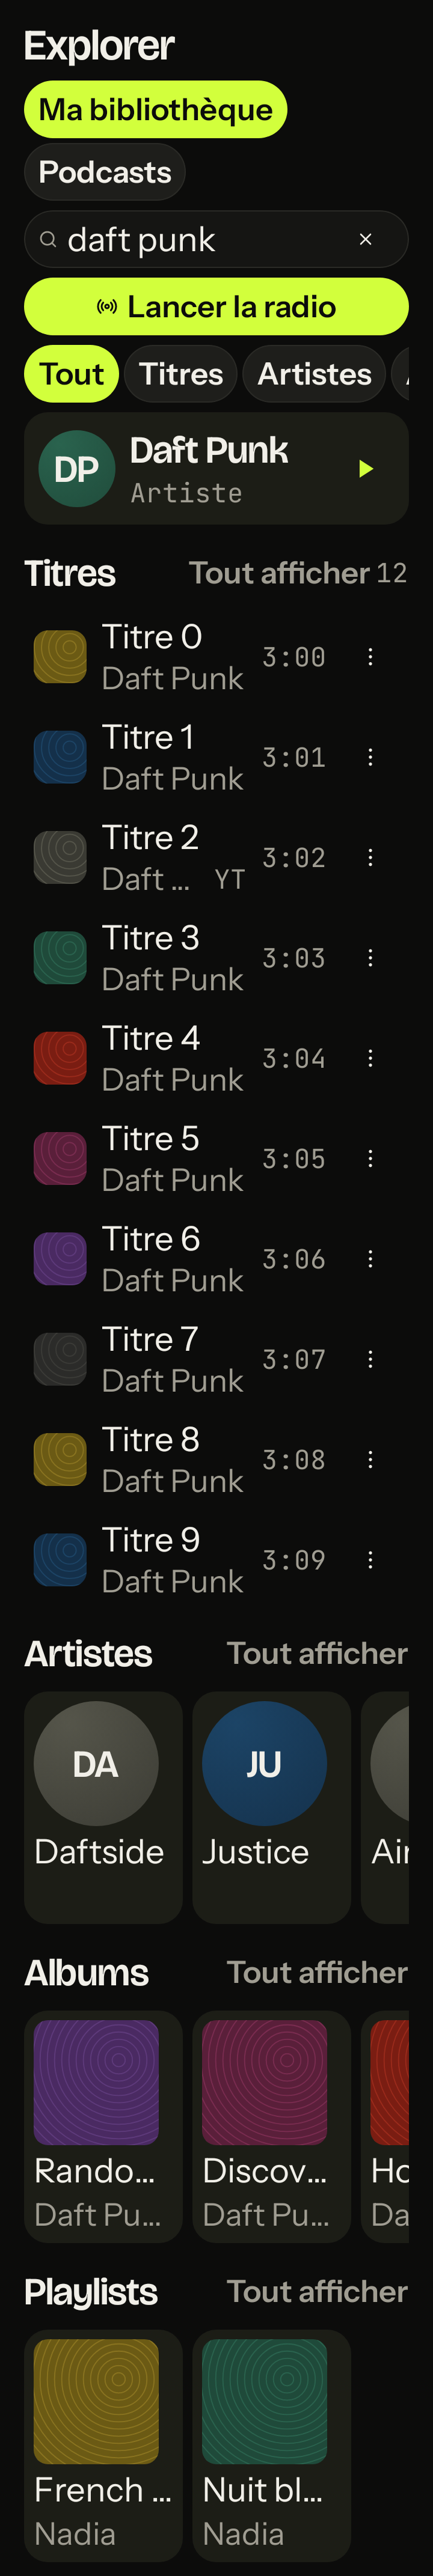 Explorer
Ma bibliothèque
Podcasts
daft punk
Lancer la radio
Tout Titres Artistes
DP
Daft Punk
Artiste
Titres Tout afficher 12
Titre 0
Daft Punk
3:00
Titre 1
Daft Punk
3:01
Titre 2
Daft ... YT
3:02
Titre 3
Daft Punk
3:03
Titre 4
Daft Punk
3:04
Titre 5
Daft Punk
3:05
Titre 6
Daft Punk
3:06
Titre 7
Daft Punk
3:07
Titre 8
Daft Punk
3:08
Titre 9
Daft Punk
3:09
Artistes Tout afficher
DA JU
Daftside Justice Air
Albums Tout afficher
Rando... Discov... Ho
Daft Pu... Daft Pu... Da
Playlists Tout afficher
French ... Nuit bl...
Nadia Nadia